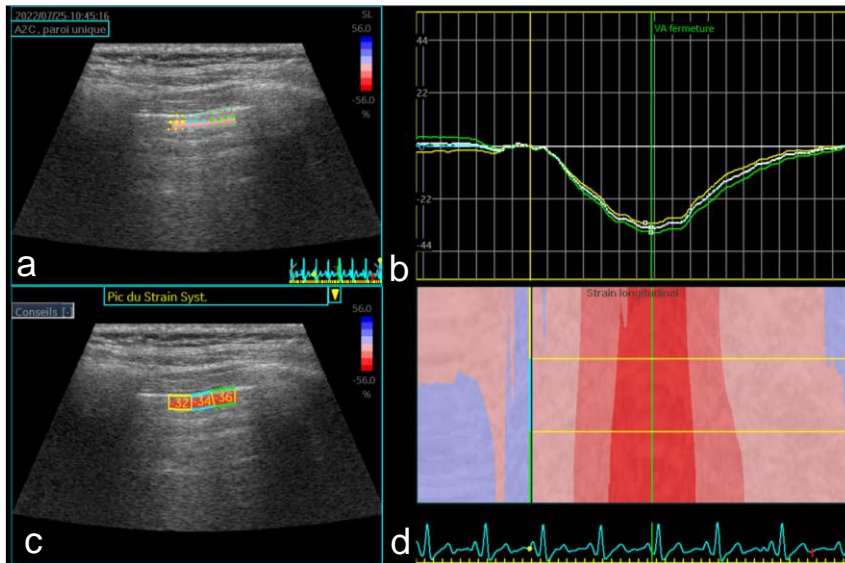 2022/07/25-10:45:16
A2C, paroi unique
SL
56.0
-56.0
%
a
44
22
-22
-44
VA fermeture
b
Pic du Strain Syst.
Conseils [-]
56.0
-56.0
%
-32 -34 -36
c
Strain longitudinal
d